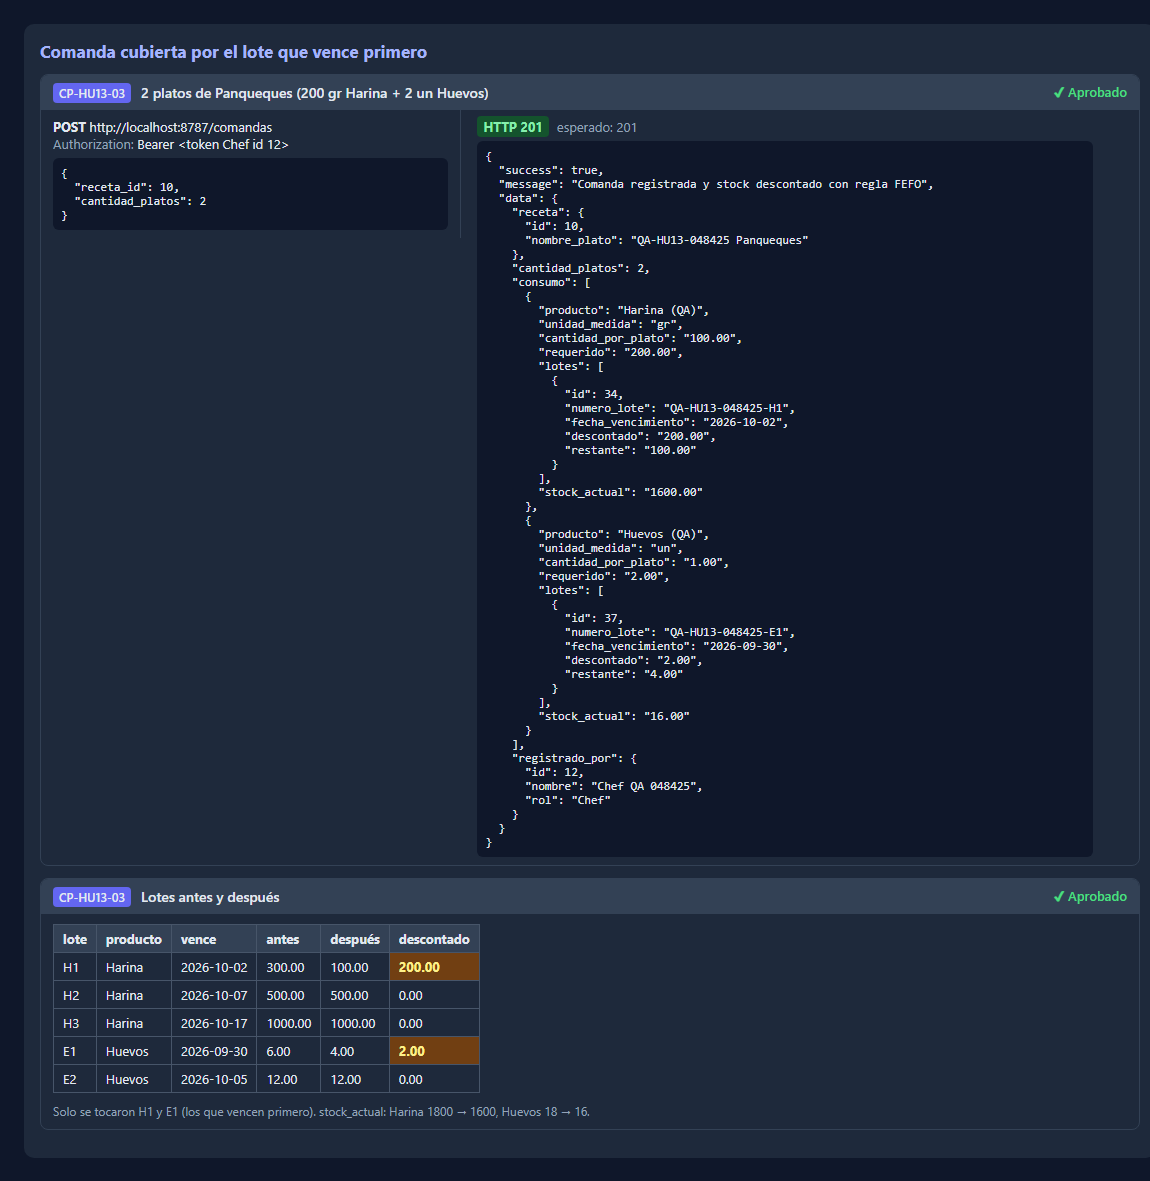 Comanda cubierta por el lote que vence primero
CP-HU13-03 2 platos de Panqueques (200 gr Harina + 2 un Huevos) ✓ Aprobado
POST http://localhost:8787/comandas
Authorization: Bearer <token Chef id 12>
{
  "receta_id": 10,
  "cantidad_platos": 2
}
HTTP 201 esperado: 201
{
  "success": true,
  "message": "Comanda registrada y stock descontado con regla FEFO",
  "data": {
    "receta": {
      "id": 10,
      "nombre_plato": "QA-HU13-048425 Panqueques"
    },
    "cantidad_platos": 2,
    "consumo": [
      {
        "producto": "Harina (QA)",
        "unidad_medida": "gr",
        "cantidad_por_plato": "100.00",
        "requerido": "200.00",
        "lotes": [
          {
            "id": 34,
            "numero_lote": "QA-HU13-048425-H1",
            "fecha_vencimiento": "2026-10-02",
            "descontado": "200.00",
            "restante": "100.00"
          }
        ],
        "stock_actual": "1600.00"
      },
      {
        "producto": "Huevos (QA)",
        "unidad_medida": "un",
        "cantidad_por_plato": "1.00",
        "requerido": "2.00",
        "lotes": [
          {
            "id": 37,
            "numero_lote": "QA-HU13-048425-E1",
            "fecha_vencimiento": "2026-09-30",
            "descontado": "2.00",
            "restante": "4.00"
          }
        ],
        "stock_actual": "16.00"
      }
    ],
    "registrado_por": {
      "id": 12,
      "nombre": "Chef QA 048425",
      "rol": "Chef"
    }
  }
}
CP-HU13-03 Lotes antes y después ✓ Aprobado
lote producto vence antes después descontado
H1 Harina 2026-10-02 300.00 100.00 200.00
H2 Harina 2026-10-07 500.00 500.00 0.00
H3 Harina 2026-10-17 1000.00 1000.00 0.00
E1 Huevos 2026-09-30 6.00 4.00 2.00
E2 Huevos 2026-10-05 12.00 12.00 0.00
Solo se tocaron H1 y E1 (los que vencen primero). stock_actual: Harina 1800 → 1600, Huevos 18 → 16.